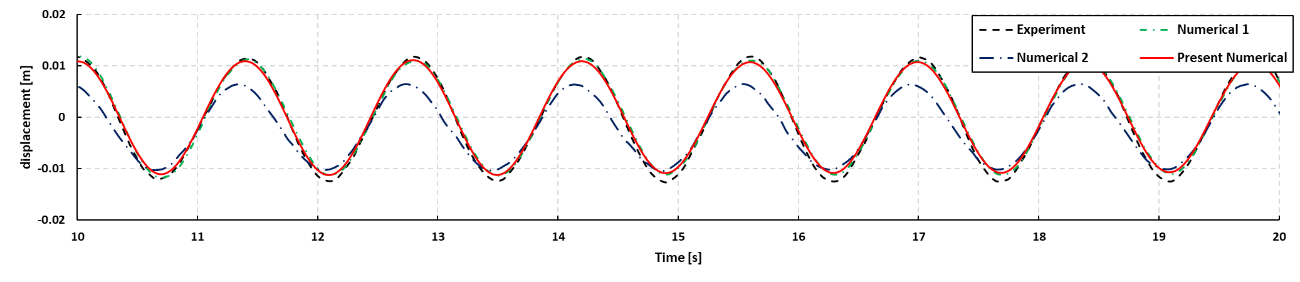 0.02
0.01
0
-0.01
-0.02
displacement [m]
Experiment
Numerical 1
Numerical 2
Present Numerical
10 11 12 13 14 15 16 17 18 19 20
Time [s]